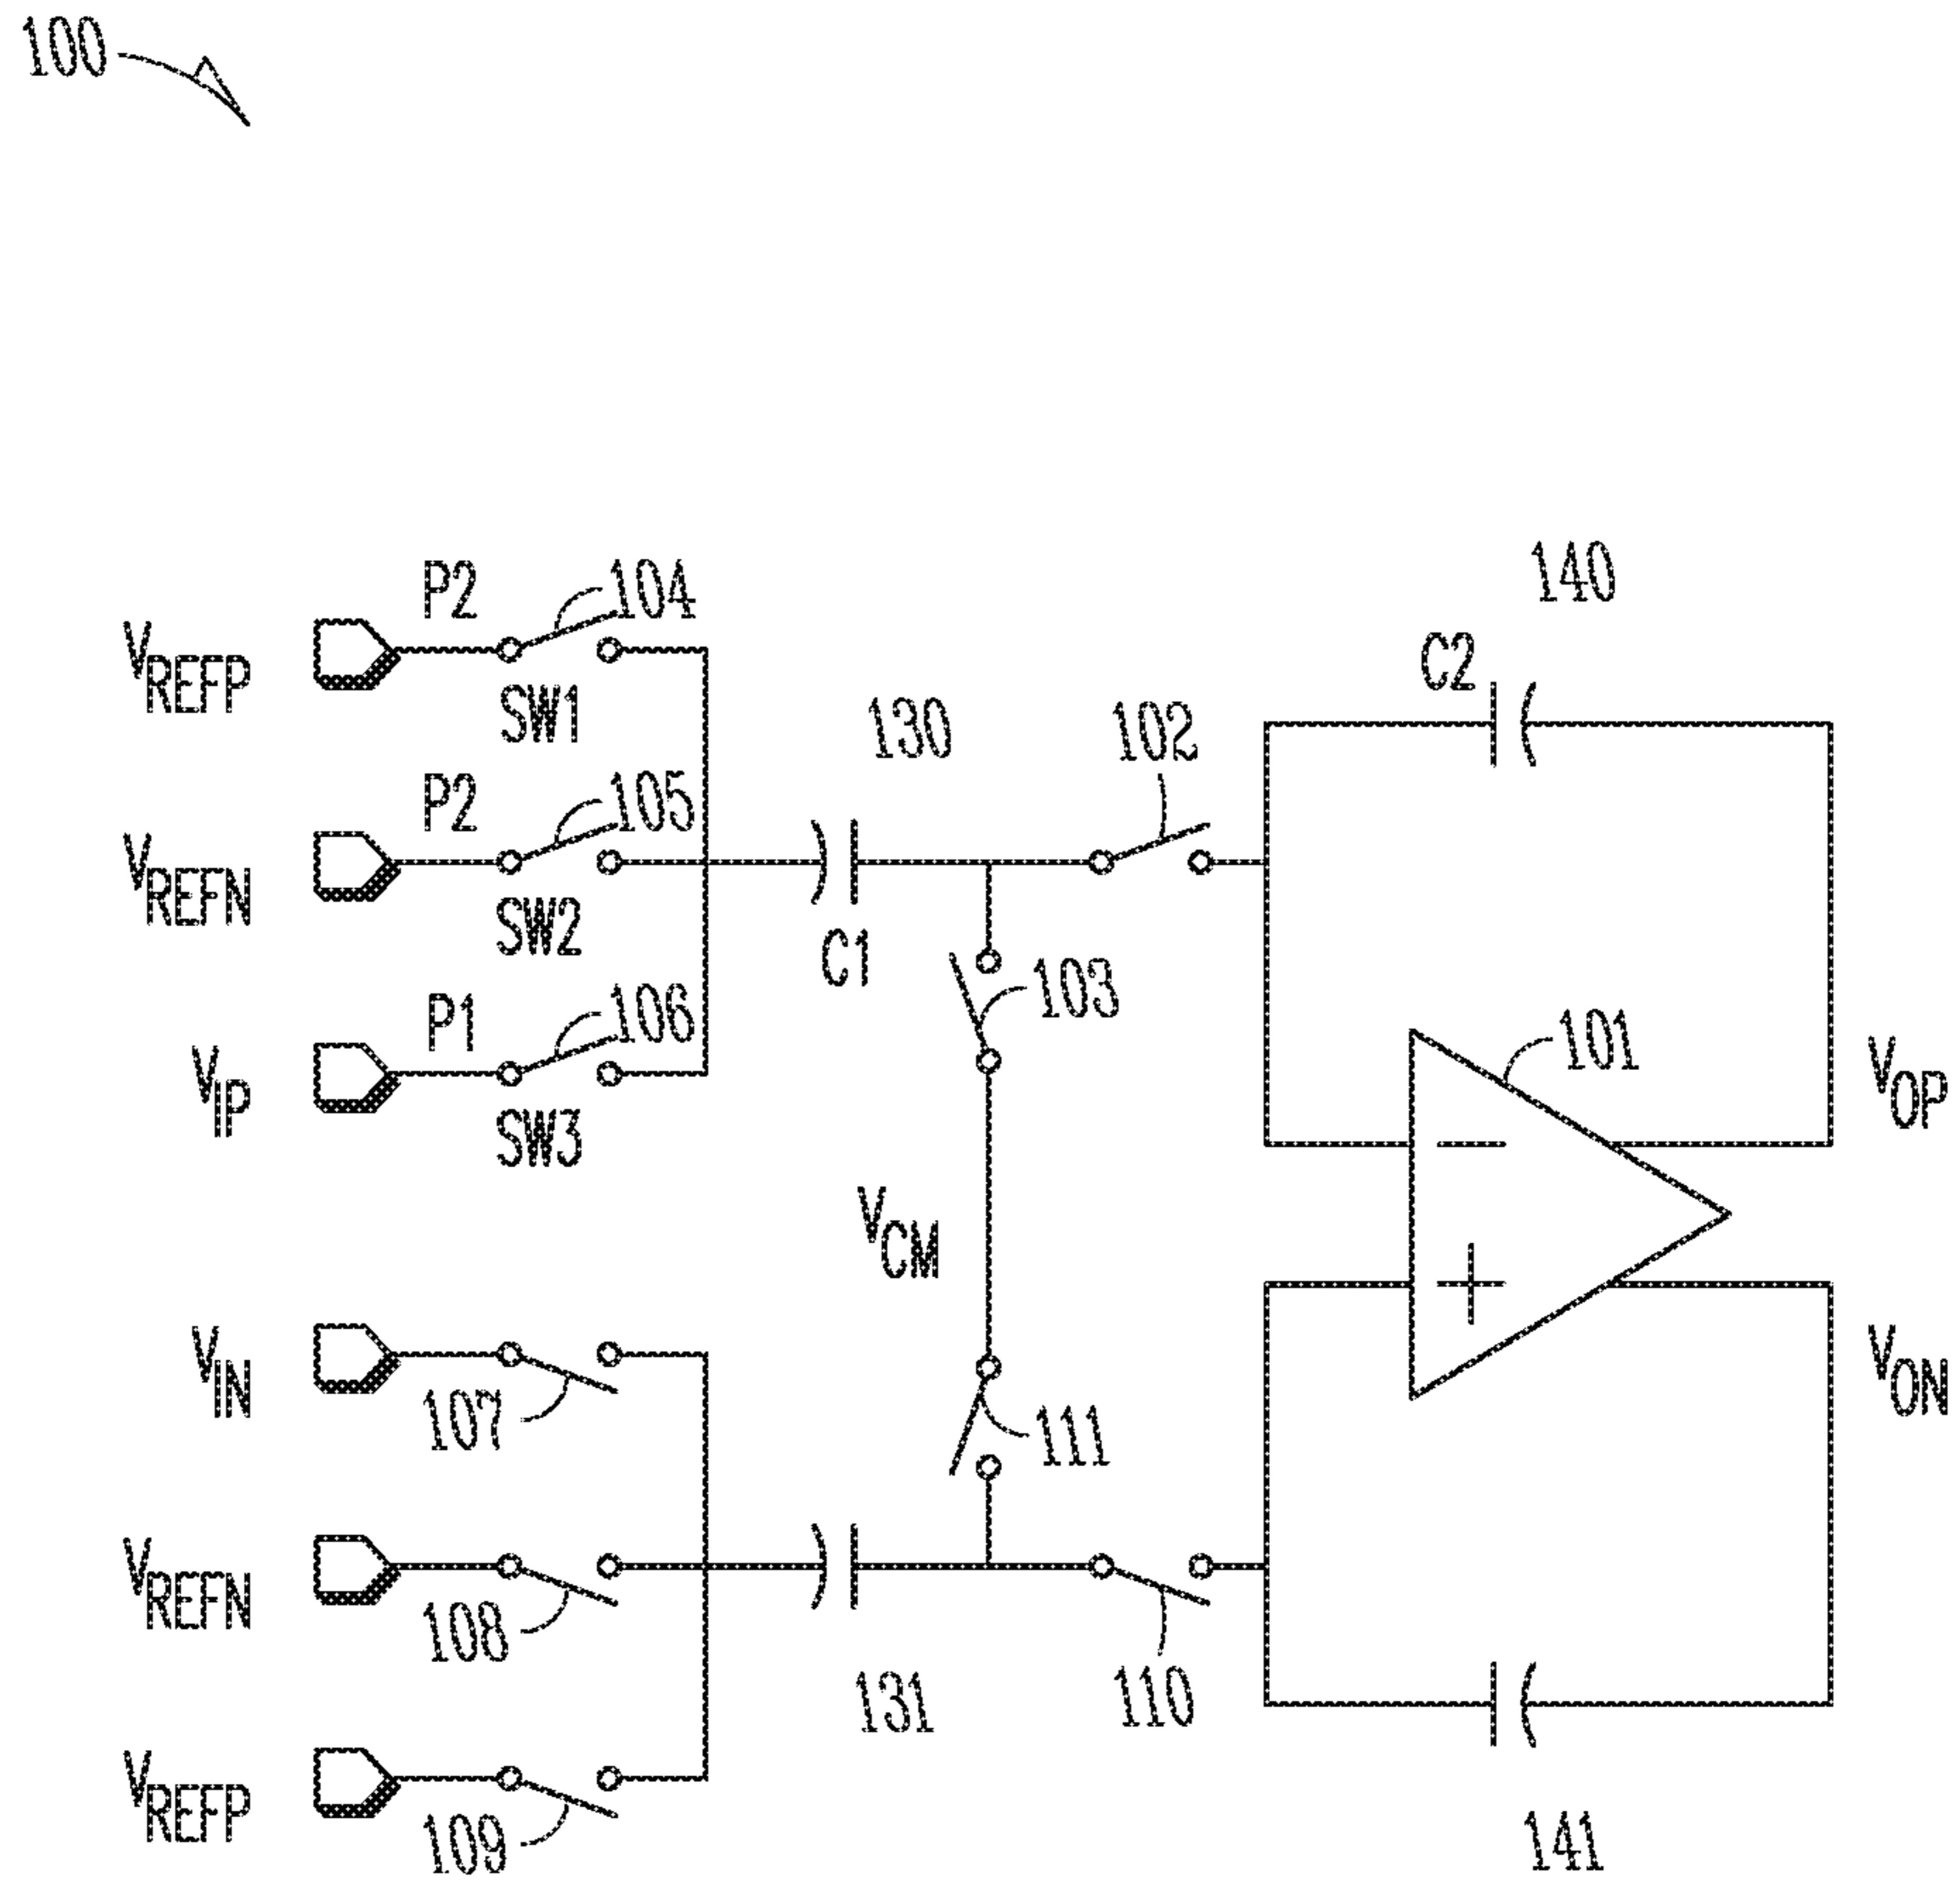 100
140
P2
104
VREFP
SW1
C2
130
102
P2
105
VREFN
SW2
C1
103
P1
106
VIP
SW3
101
VOP
−
VCM
+
VIN
107
VON
111
VREFN
108
131
110
VREFP
109
141